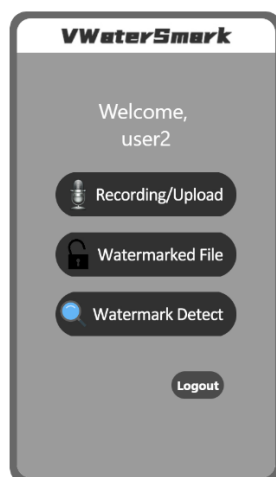 VWaterSmark
Welcome,
user2
Recording/Upload
Watermarked File
Watermark Detect
Logout